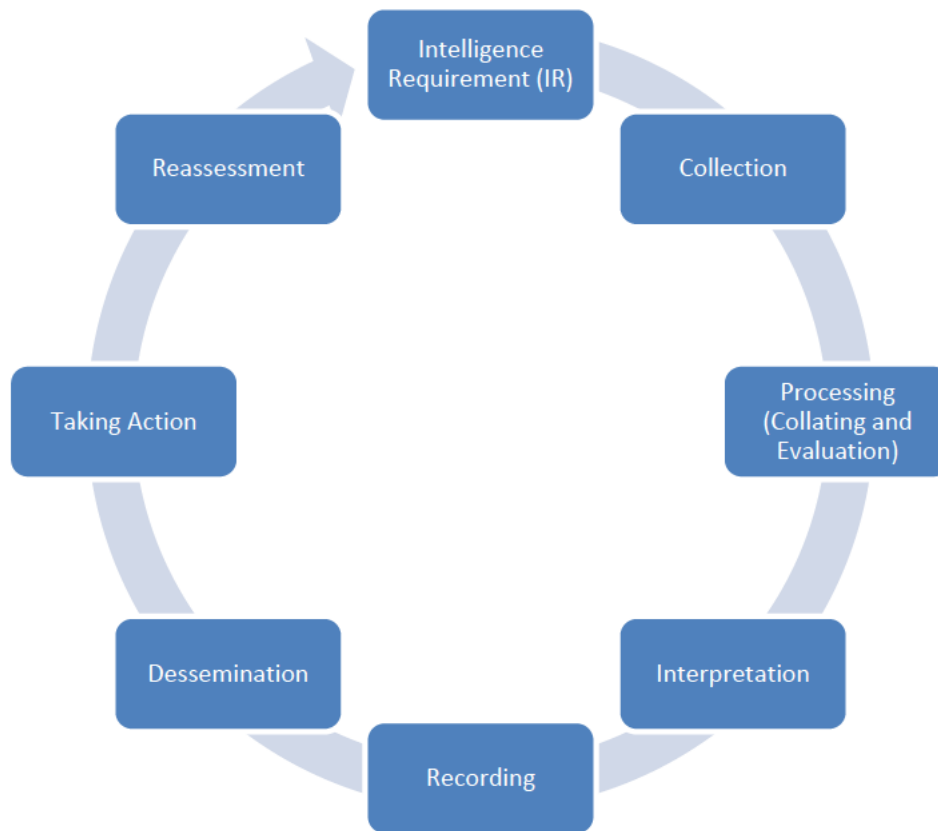 Intelligence
Requirement (IR)
Collection
Processing
(Collating and
Evaluation)
Interpretation
Recording
Dessemination
Taking Action
Reassessment